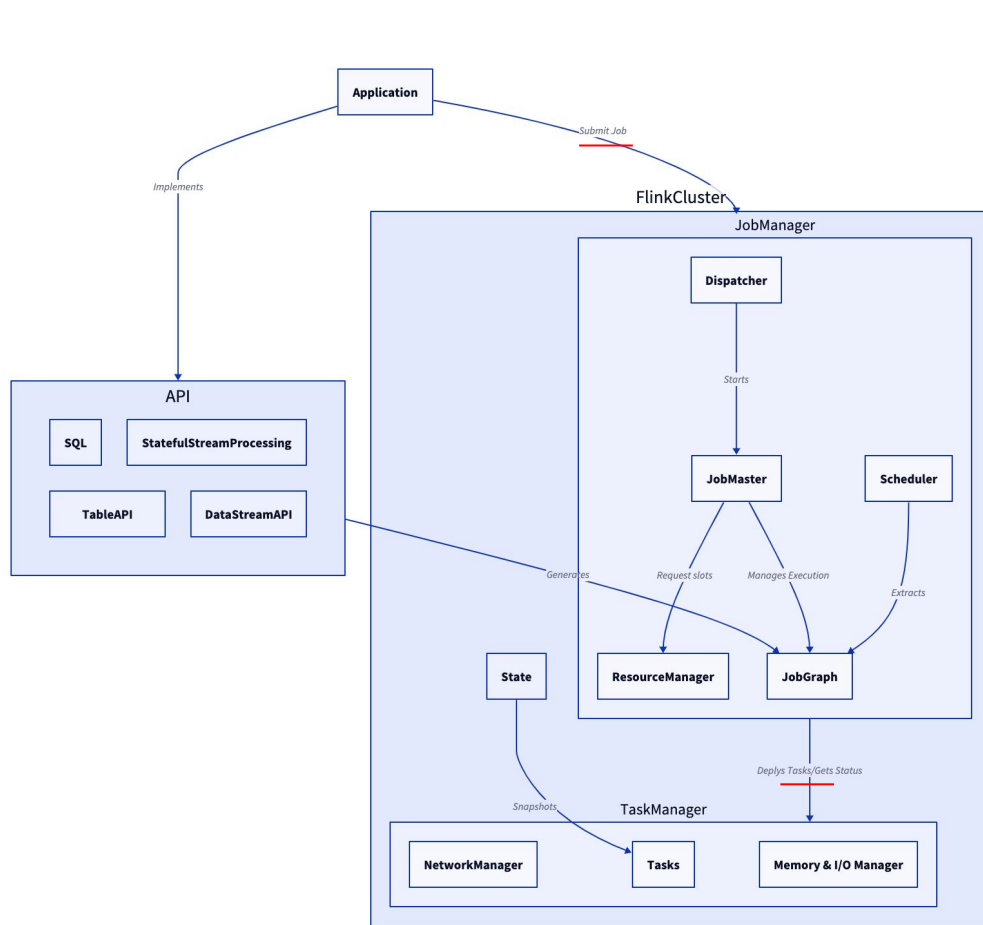 Application
Submit Job
Implements
FlinkCluster
JobManager
Dispatcher
Starts
API
SQL
StatefulStreamProcessing
TableAPI
DataStreamAPI
JobMaster
Scheduler
Generates
Request slots
Manages Execution
Extracts
State
ResourceManager
JobGraph
Deplys Tasks/Gets Status
Snapshots
TaskManager
NetworkManager
Tasks
Memory & I/O Manager